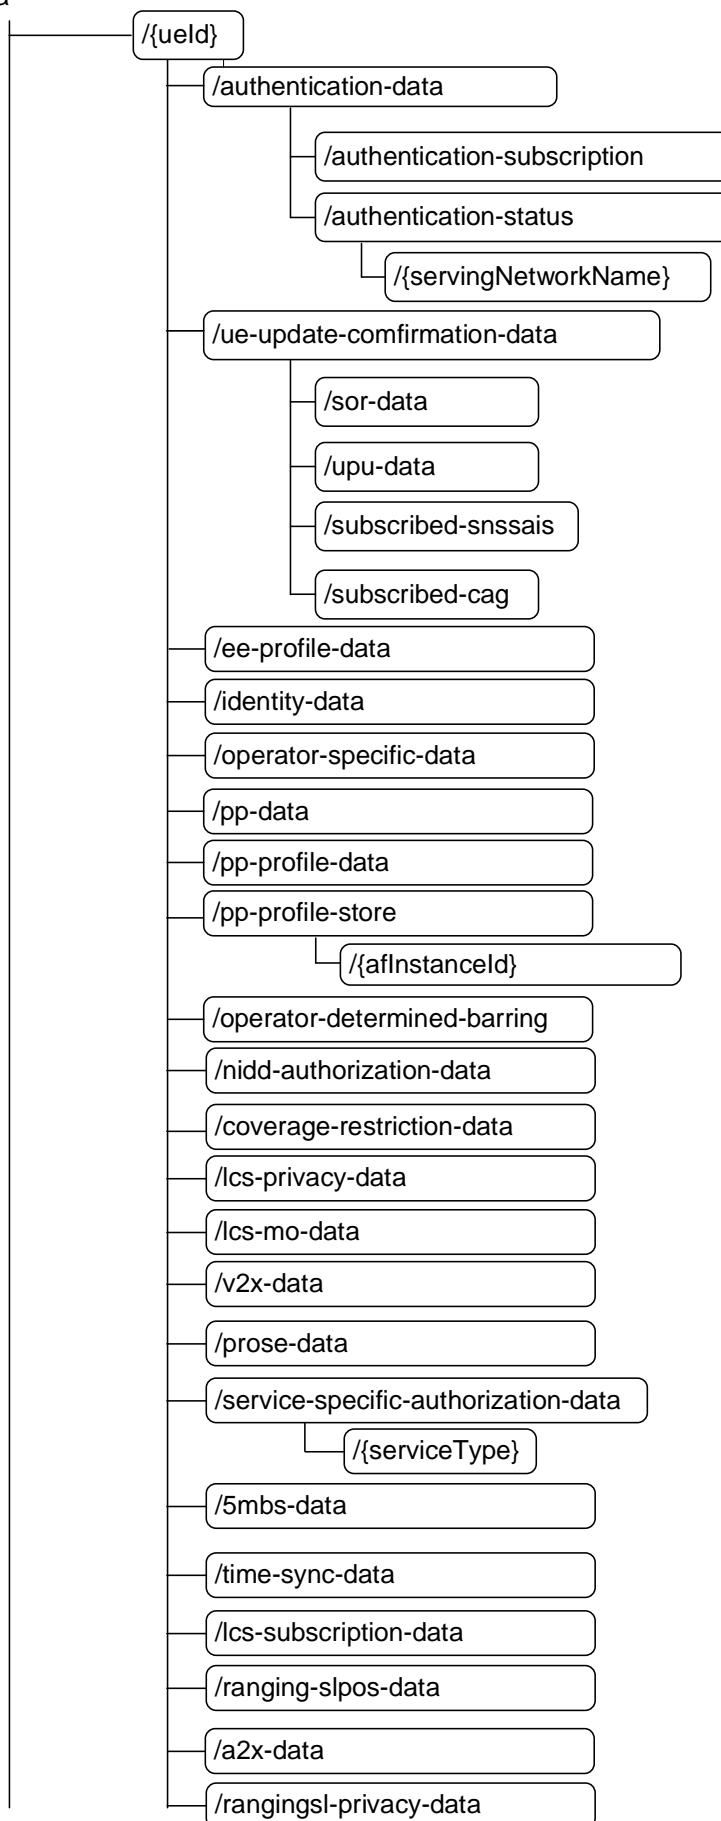 /{ueId}
/authentication-data
/authentication-subscription
/authentication-status
/{servingNetworkName}
/ue-update-comfirmation-data
/sor-data
/upu-data
/subscribed-snssais
/subscribed-cag
/ee-profile-data
/identity-data
/operator-specific-data
/pp-data
/pp-profile-data
/pp-profile-store
/{afInstanceId}
/operator-determined-barring
/nidd-authorization-data
/coverage-restriction-data
/lcs-privacy-data
/lcs-mo-data
/v2x-data
/prose-data
/service-specific-authorization-data
/{serviceType}
/5mbs-data
/time-sync-data
/lcs-subscription-data
/ranging-slpos-data
/a2x-data
/rangingsl-privacy-data